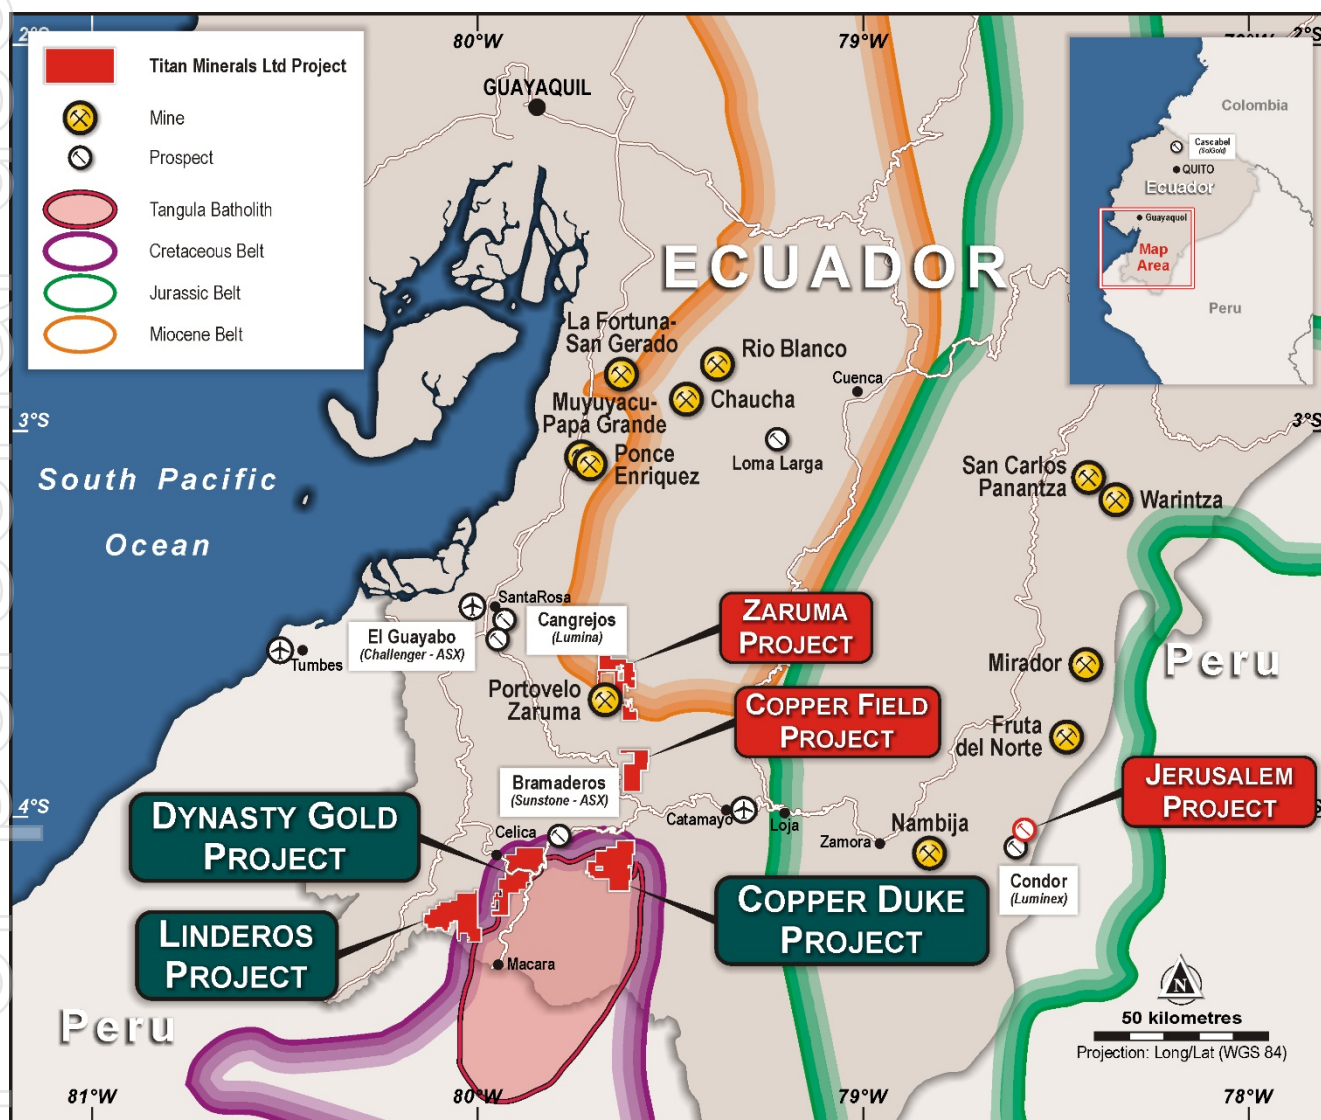 2°S
80°W
79°W
78°W
2°S
Titan Minerals Ltd Project
Mine
Prospect
Tangula Batholith
Cretaceous Belt
Jurassic Belt
Miocene Belt
GUAYAQUIL
Colombia
Cascabel
(SolGold)
QUITO
Ecuador
Guayaquol
Map
Area
Peru
ECUADOR
La Fortuna-
San Gerado
Rio Blanco
Cuenca
Muyuyacu-
Papa Grande
Chaucha
3°S
3°S
Ponce
Enriquez
Loma Larga
San Carlos
Panantza
Warintza
South Pacific
Ocean
SantaRosa
El Guayabo
(Challenger - ASX)
Cangrejos
(Lumina)
ZARUMA
PROJECT
Tumbes
Mirador
Peru
Portovelo
Zaruma
COPPER FIELD
PROJECT
Fruta
del Norte
Bramaderos
(Sunstone - ASX)
JERUSALEM
PROJECT
4°S
4°S
DYNASTY GOLD
PROJECT
Celica
Catamayo
Loja
Zamora
Nambija
Condor
(Luminex)
COPPER DUKE
PROJECT
LINDEROS
PROJECT
Macara
Peru
N
50 kilometres
Projection: Long/Lat (WGS 84)
81°W
80°W
79°W
78°W